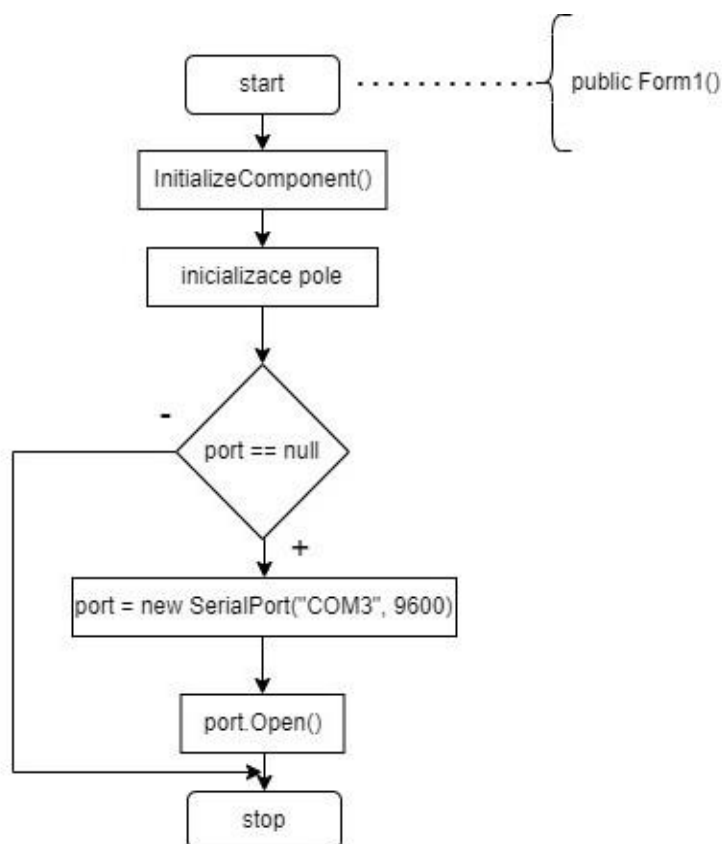 start
public Form1()
InitializeComponent()
inicializace pole
-
port == null
+
port = new SerialPort("COM3", 9600)
port.Open()
stop